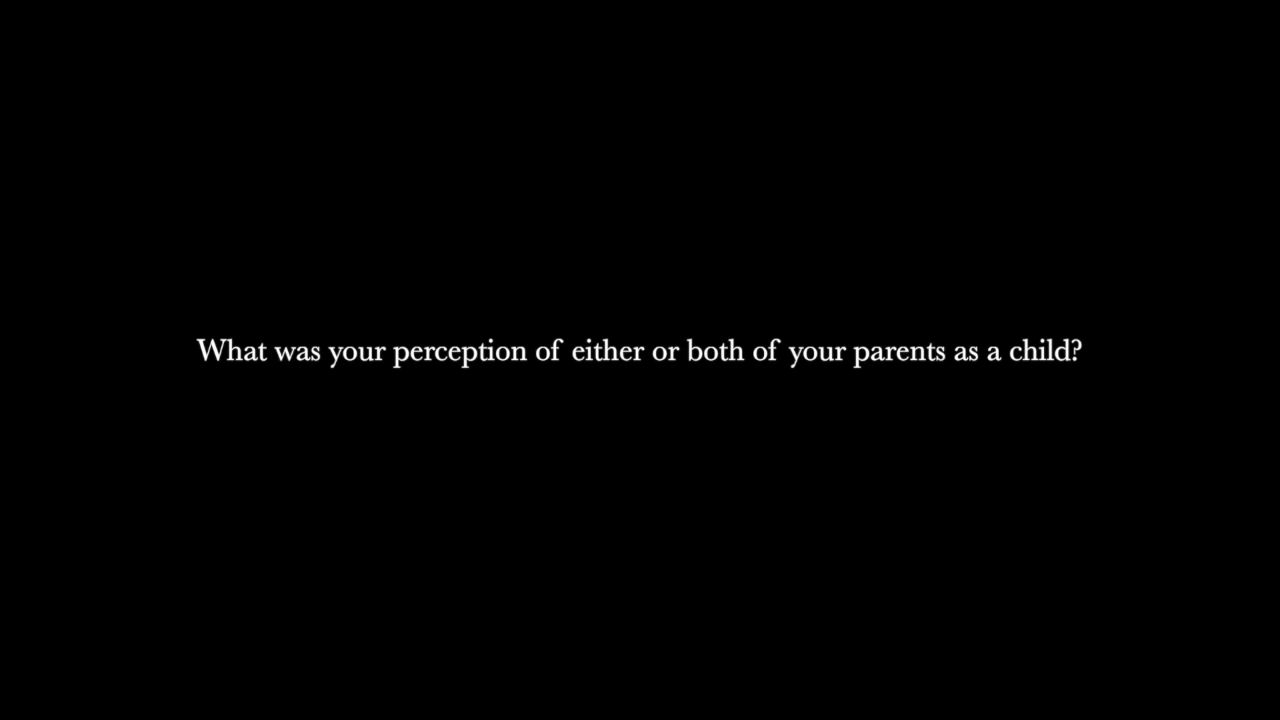 What was your perception of either or both of your parents as a child?